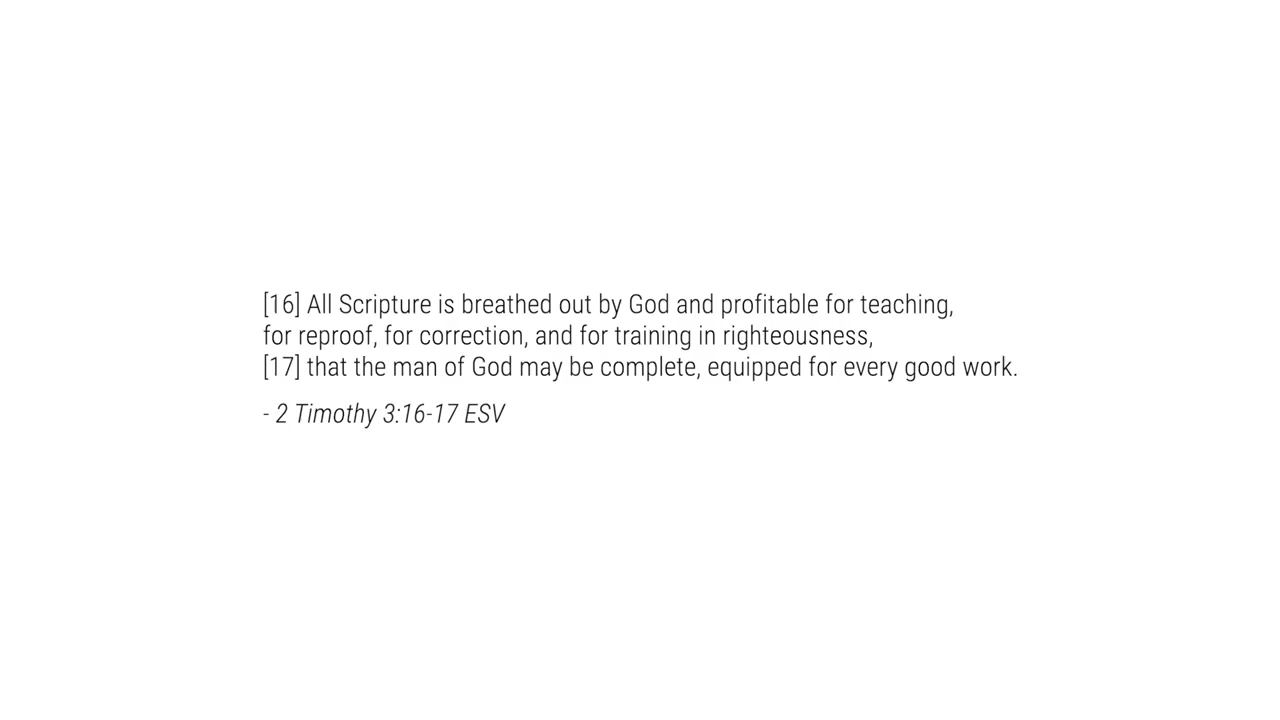 [16] All Scripture is breathed out by God and profitable for teaching,
for reproof, for correction, and for training in righteousness,
[17] that the man of God may be complete, equipped for every good work.
- 2 Timothy 3:16-17 ESV